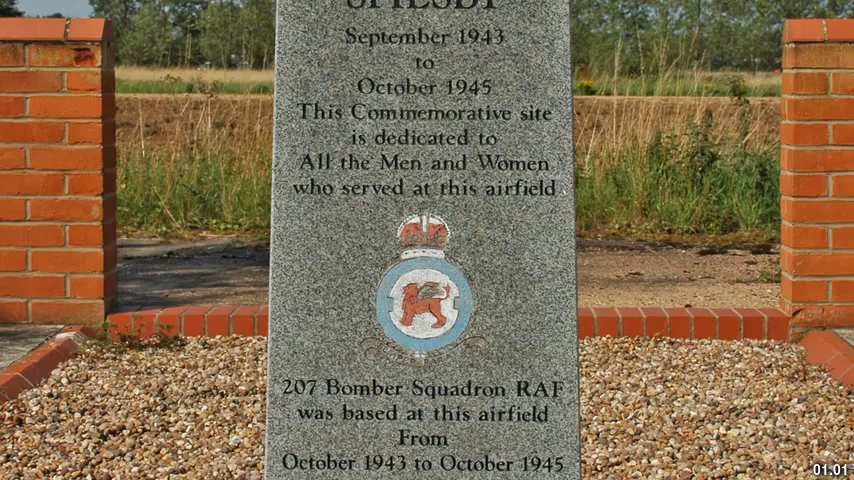 SPILSBY
September 1943
to
October 1945
This Commemorative site
is dedicated to
All the Men and Women
who served at this airfield
207 Bomber Squadron RAF
was based at this airfield
From
October 1943 to October 1945
01.01